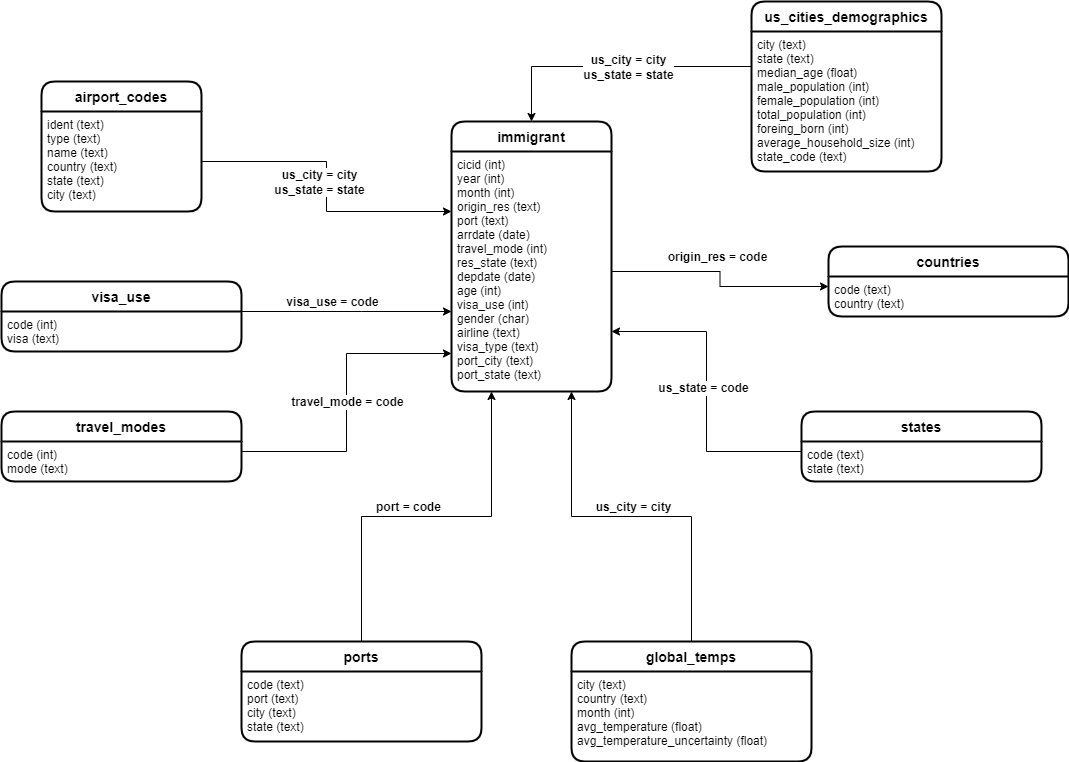 us_cities_demographics
city (text)
state (text)
median_age (float)
male_population (int)
female_population (int)
total_population (int)
foreing_born (int)
average_household_size (int)
state_code (text)
us_city = city
us_state = state
airport_codes
ident (text)
type (text)
name (text)
country (text)
state (text)
city (text)
us_city = city
us_state = state
immigrant
cicid (int)
year (int)
month (int)
origin_res (text)
port (text)
arrdate (date)
travel_mode (int)
res_state (text)
depdate (date)
age (int)
visa_use (int)
gender (char)
airline (text)
visa_type (text)
port_city (text)
port_state (text)
origin_res = code
countries
code (text)
country (text)
visa_use
code (int)
visa (text)
visa_use = code
travel_modes
code (int)
mode (text)
travel_mode = code
us_state = code
states
code (text)
state (text)
port = code
us_city = city
ports
code (text)
port (text)
city (text)
state (text)
global_temps
city (text)
country (text)
month (int)
avg_temperature (float)
avg_temperature_uncertainty (float)